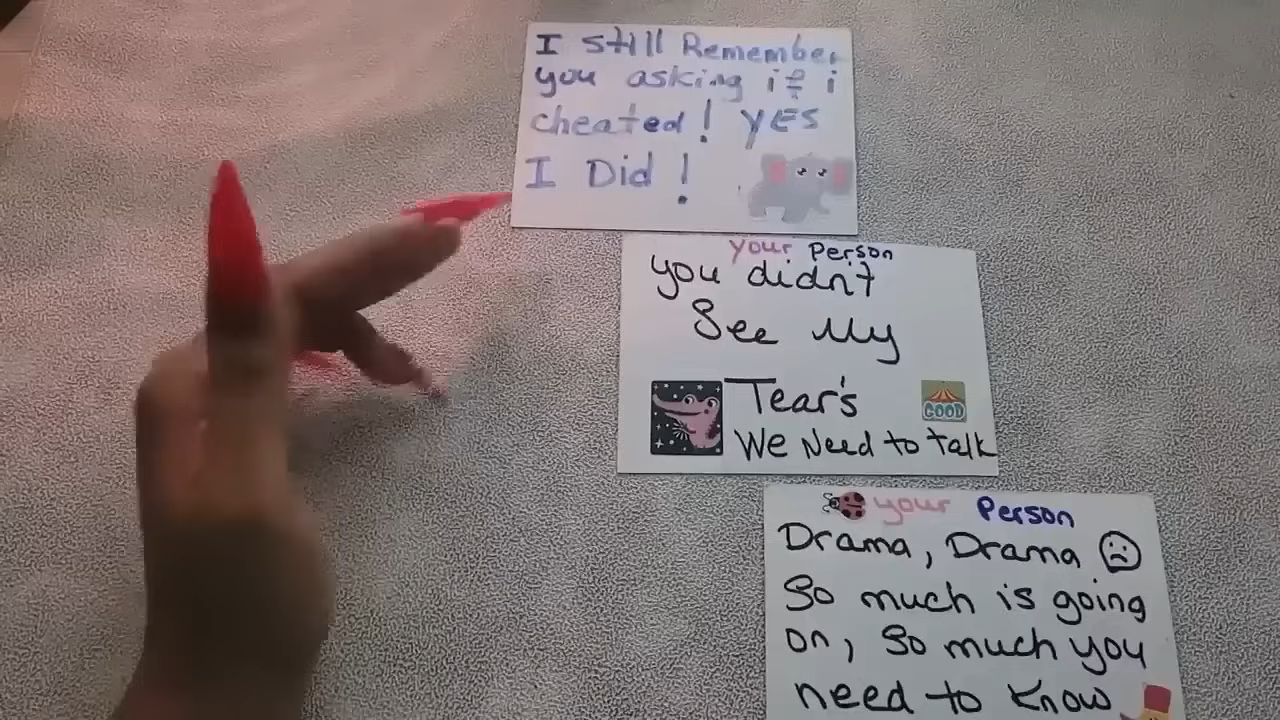 I still Remember
you asking if i
cheated! YES
I Did!
your Person
you didn't
See My
Tear's
GOOD
We Need to talk
your Person
Drama, Drama
So much is going
on, So much you
need to Know